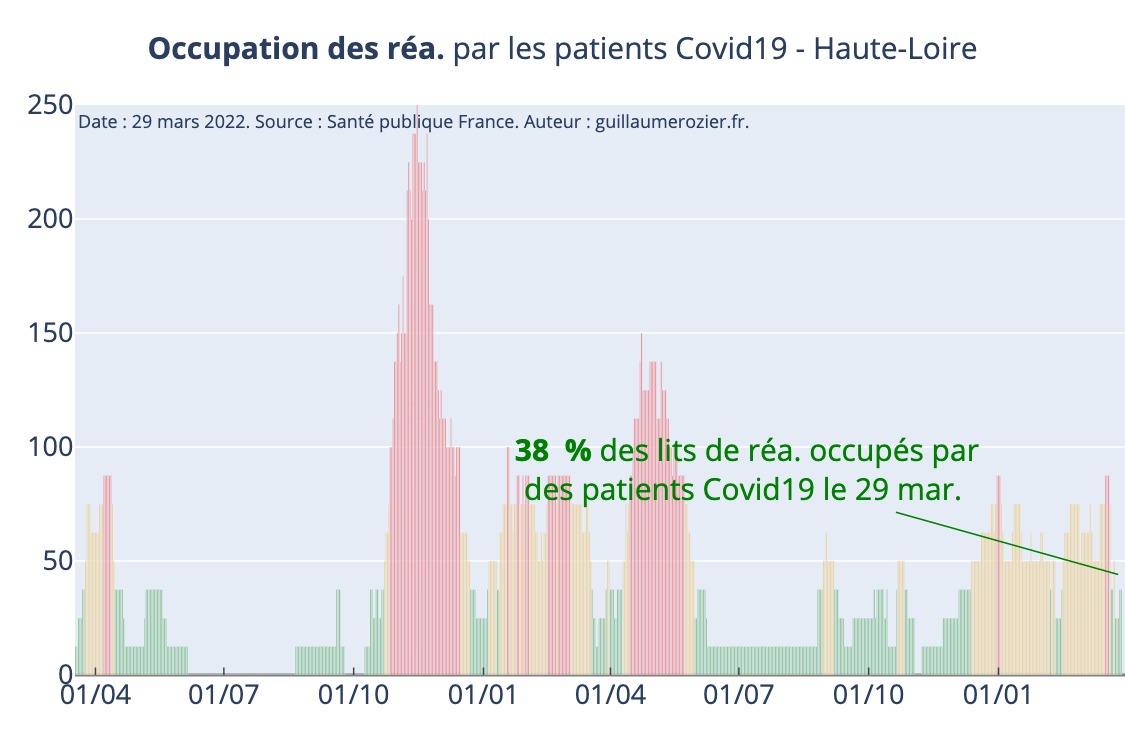 Occupation des réa. par les patients Covid19 - Haute-Loire
250
Date : 29 mars 2022. Source : Santé publique France. Auteur : guillaumerozier.fr.
200
150
100
38 % des lits de réa. occupés par
des patients Covid19 le 29 mar.
50
0
01/04 01/07 01/10 01/01 01/04 01/07 01/10 01/01